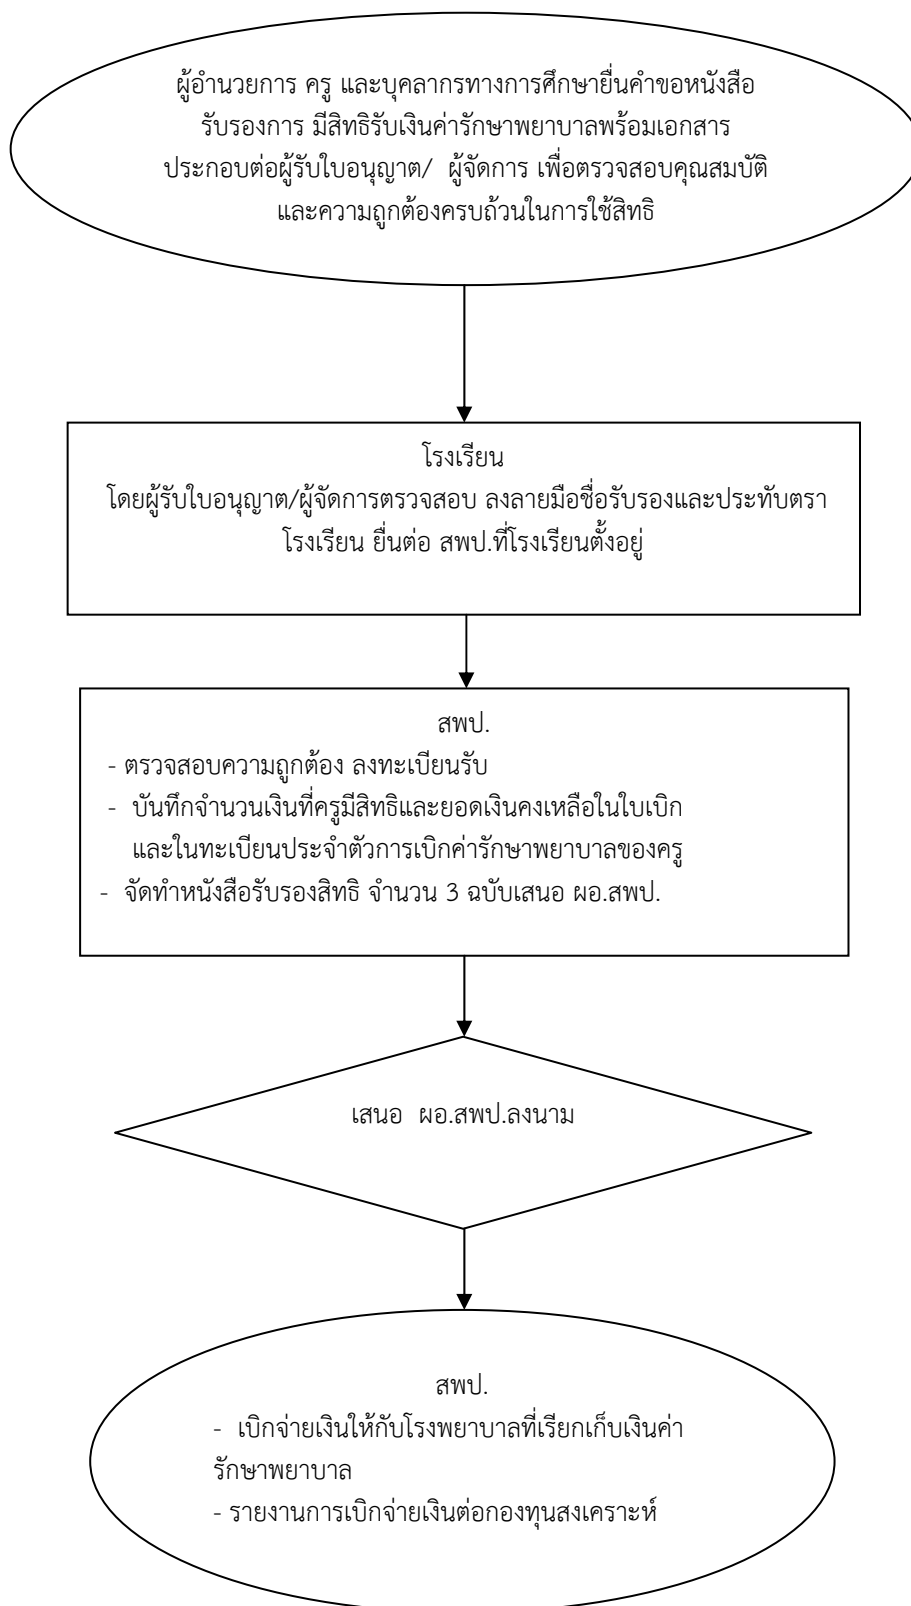 ผู้อำนวยการ ครู และบุคลากรทางการศึกษายื่นคำขอหนังสือ
รับรองการ มีสิทธิรับเงินค่ารักษาพยาบาลพร้อมเอกสาร
ประกอบต่อผู้รับใบอนุญาต/ ผู้จัดการ เพื่อตรวจสอบคุณสมบัติ
และความถูกต้องครบถ้วนในการใช้สิทธิ
โรงเรียน
โดยผู้รับใบอนุญาต/ผู้จัดการตรวจสอบ ลงลายมือชื่อรับรองและประทับตรา
โรงเรียน ยื่นต่อ สพป.ที่โรงเรียนตั้งอยู่
สพป.
- ตรวจสอบความถูกต้อง ลงทะเบียนรับ
- บันทึกจำนวนเงินที่ครูมีสิทธิและยอดเงินคงเหลือในใบเบิก
และในทะเบียนประจำตัวการเบิกค่ารักษาพยาบาลของครู
- จัดทำหนังสือรับรองสิทธิ จำนวน 3 ฉบับเสนอ ผอ.สพป.
เสนอ ผอ.สพป.ลงนาม
สพป.
- เบิกจ่ายเงินให้กับโรงพยาบาลที่เรียกเก็บเงินค่า
รักษาพยาบาล
- รายงานการเบิกจ่ายเงินต่อกองทุนสงเคราะห์